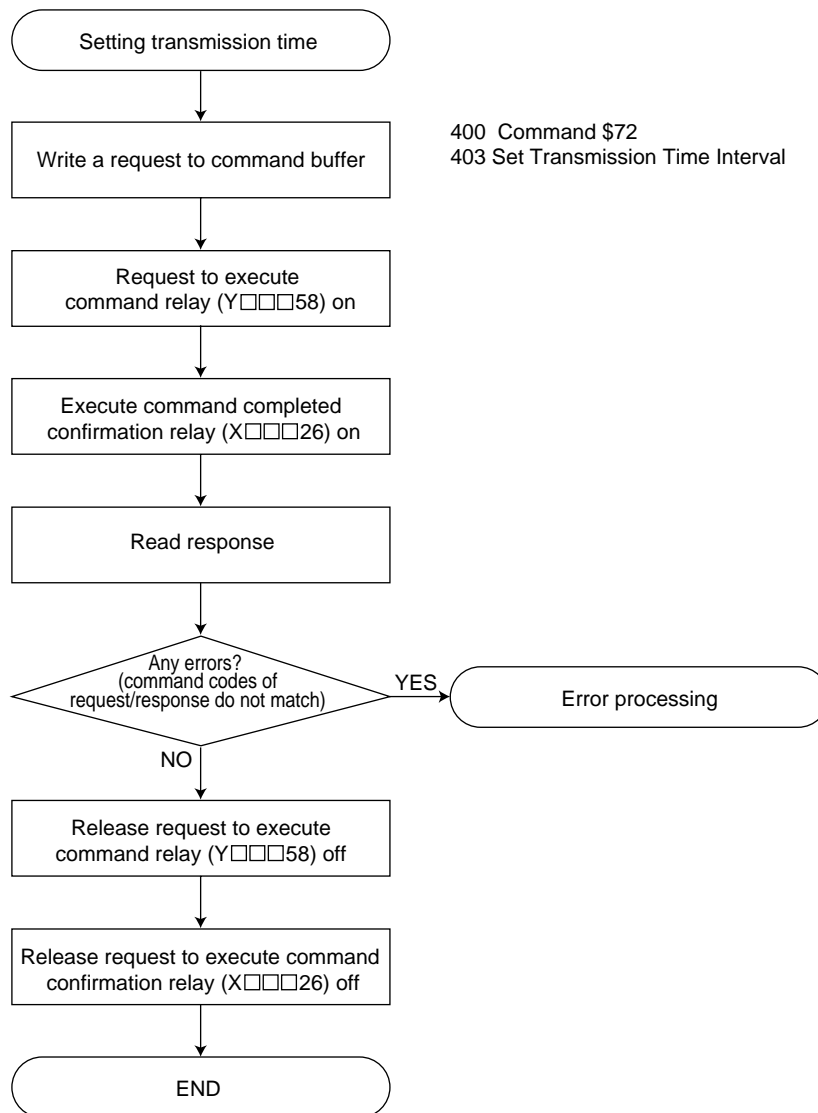 Setting transmission time
Write a request to command buffer
400 Command $72
403 Set Transmission Time Interval
Request to execute
command relay (Y□□□58) on
Execute command completed
confirmation relay (X□□□26) on
Read response
Any errors?
(command codes of
request/response do not match)
YES
Error processing
NO
Release request to execute
command relay (Y□□□58) off
Release request to execute command
confirmation relay (X□□□26) off
END